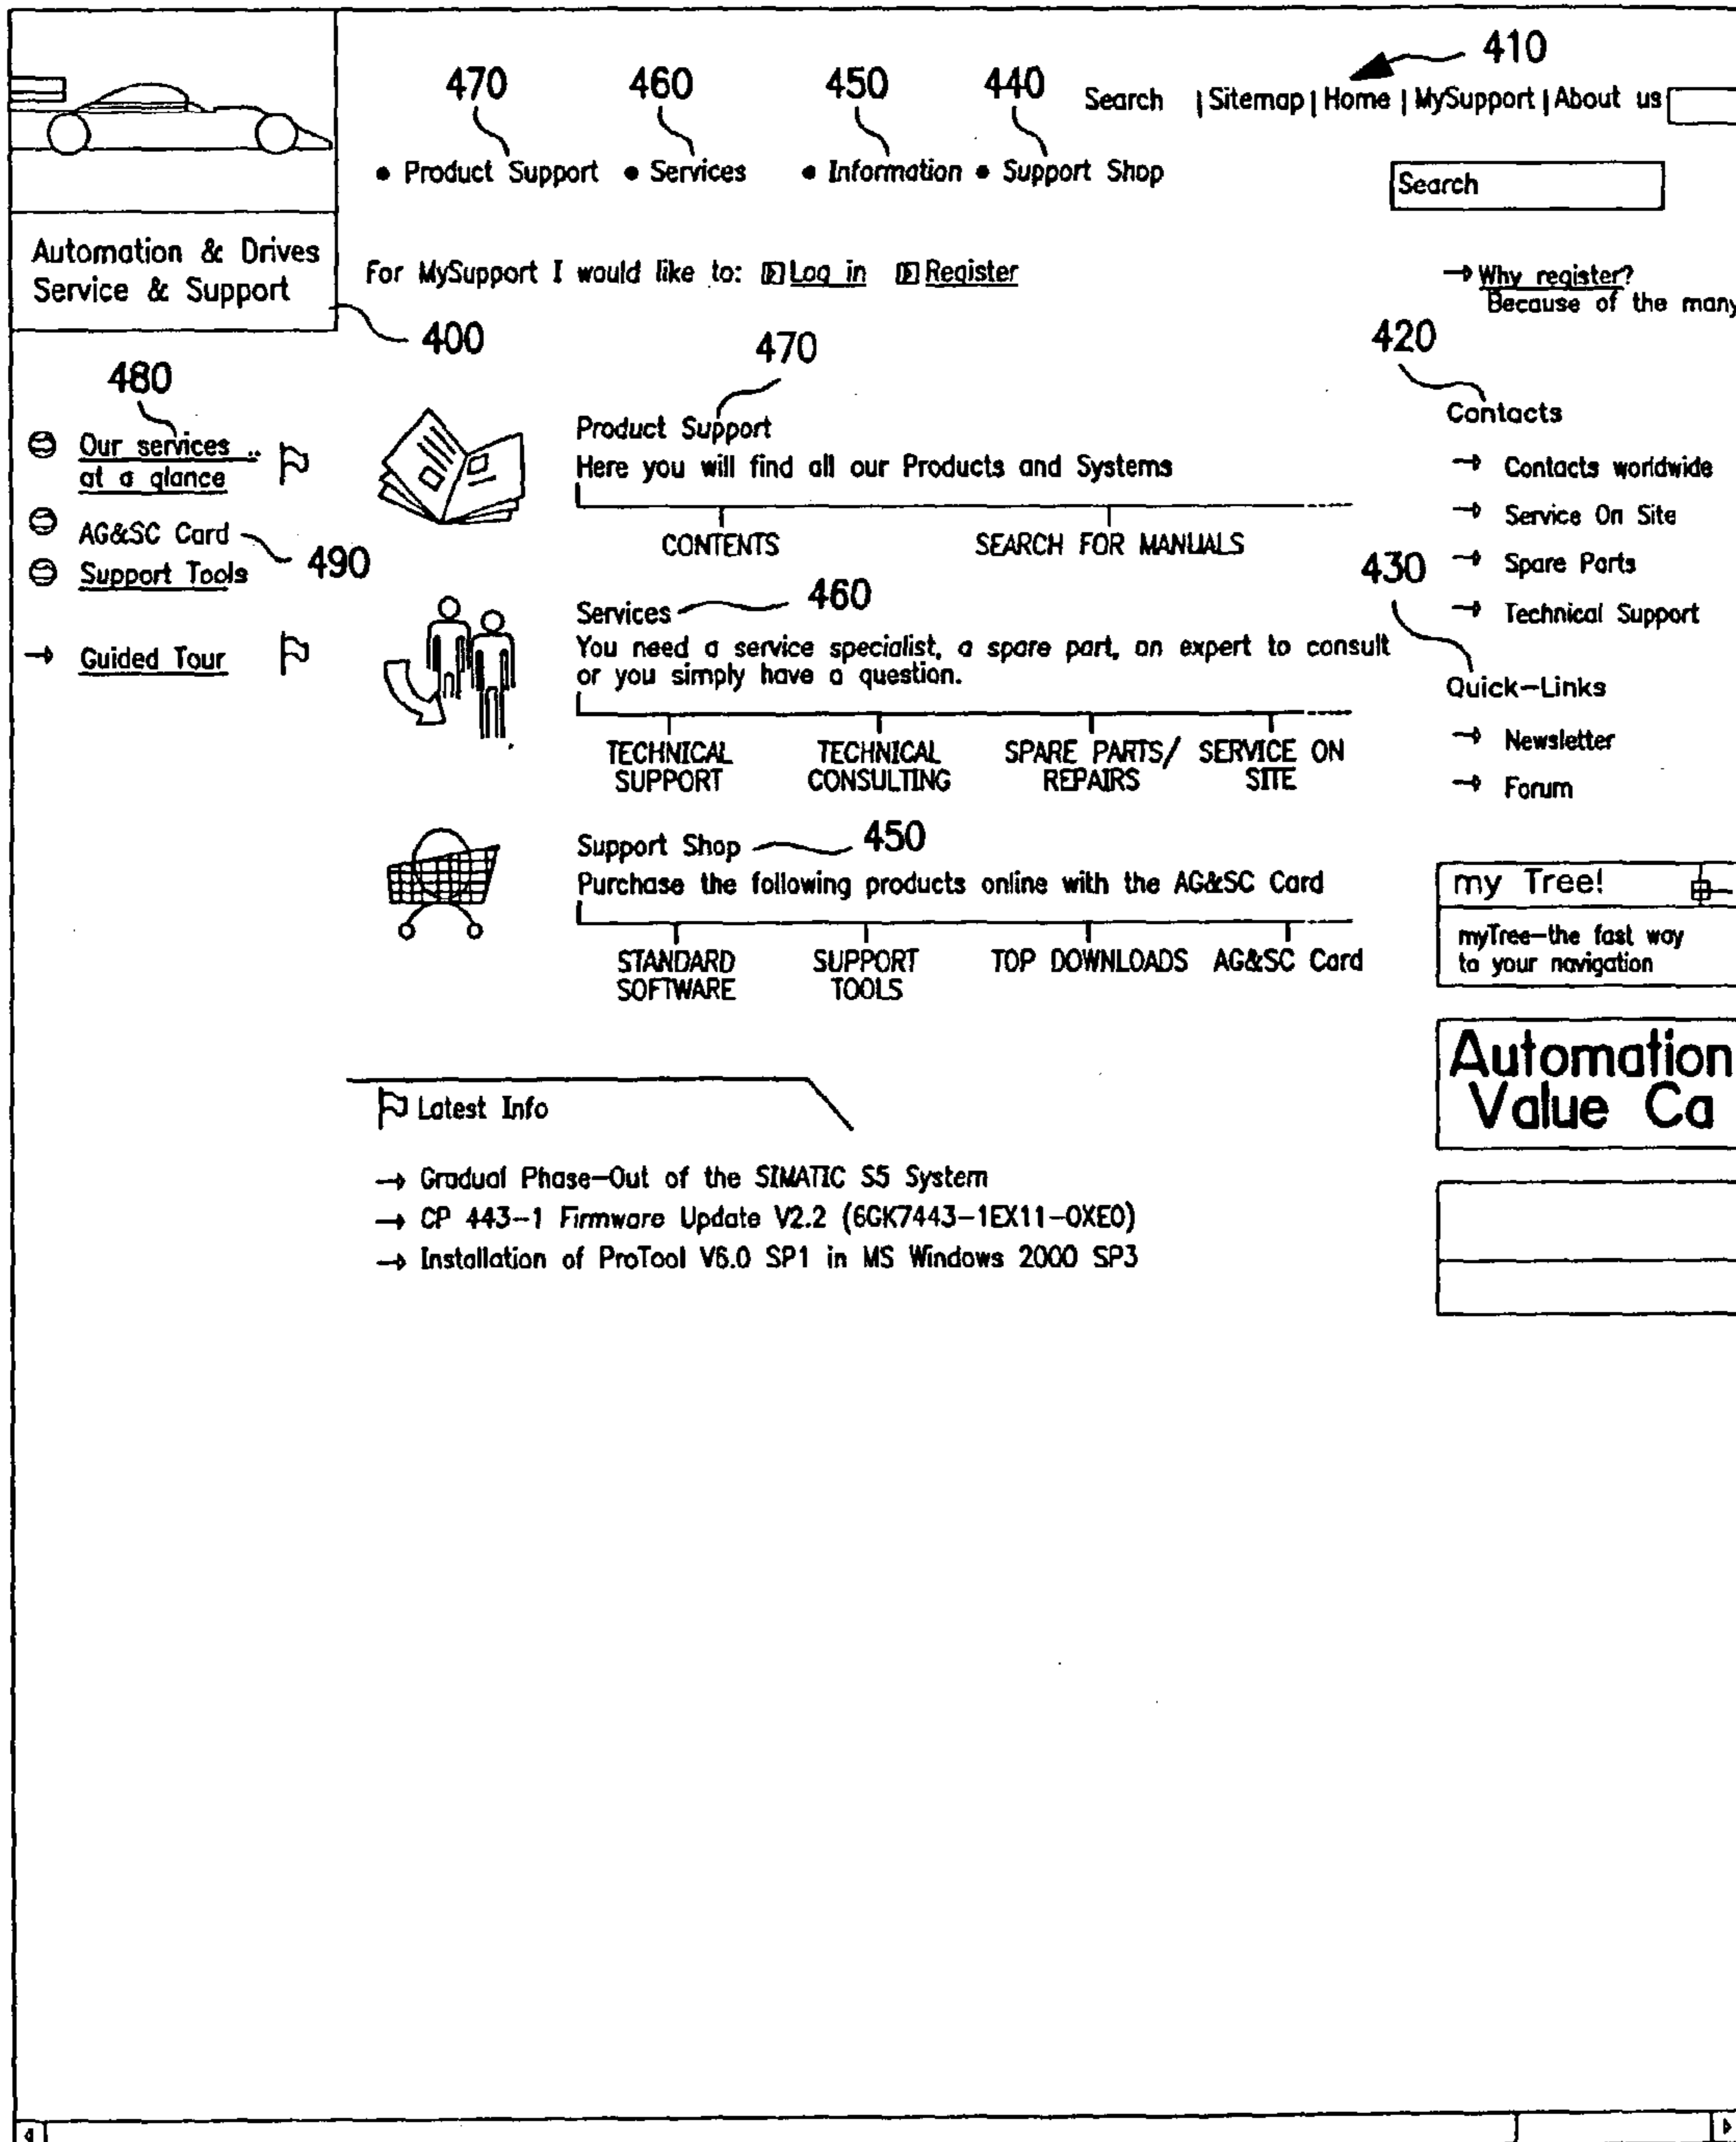 410
470 460 450 440
Search | Sitemap | Home | MySupport | About us
• Product Support • Services • Information • Support Shop
Search
Automation & Drives
Service & Support
For MySupport I would like to: Log in Register
→ Why register?
Because of the many
400
470
420
480
Our services ..
at a glance
AG&SC Card
490
Support Tools
→ Guided Tour
Product Support
Here you will find all our Products and Systems
CONTENTS SEARCH FOR MANUALS
Services 460
You need a service specialist, a spare part, an expert to consult
or you simply have a question.
TECHNICAL SUPPORT
TECHNICAL CONSULTING
SPARE PARTS/ REPAIRS
SERVICE ON SITE
Support Shop 450
Purchase the following products online with the AG&SC Card
STANDARD SOFTWARE
SUPPORT TOOLS
TOP DOWNLOADS
AG&SC Card
Contacts
→ Contacts worldwide
→ Service On Site
→ Spare Parts
→ Technical Support
430
Quick-Links
→ Newsletter
→ Forum
my Tree!
myTree-the fast way
to your navigation
Automation
Value Ca
Latest Info
→ Gradual Phase-Out of the SIMATIC S5 System
→ CP 443-1 Firmware Update V2.2 (6GK7443-1EX11-0XE0)
→ Installation of ProTool V6.0 SP1 in MS Windows 2000 SP3